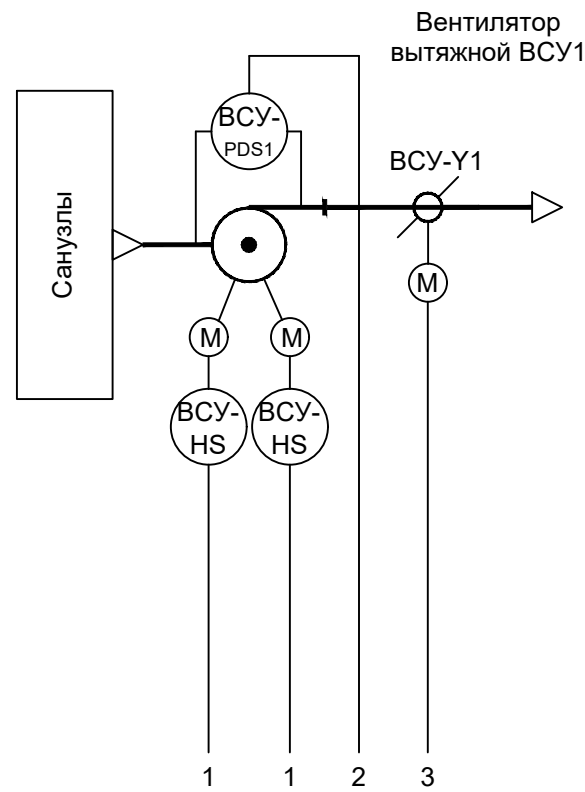 Вентилятор
вытяжной ВСУ1
ВСУ-
PDS1
ВСУ-Y1
Санузлы
М
М
М
ВСУ-
HS
ВСУ-
HS
1
1
2
3